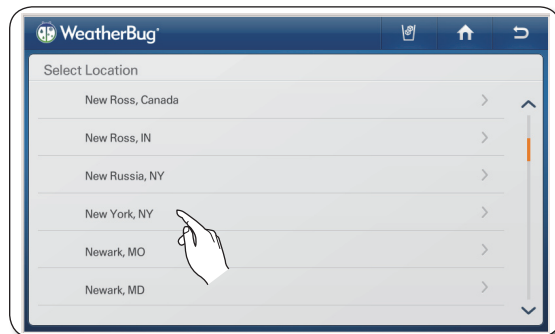 WeatherBug
Select Location
New Ross, Canada
New Ross, IN
New Russia, NY
New York, NY
Newark, MO
Newark, MD